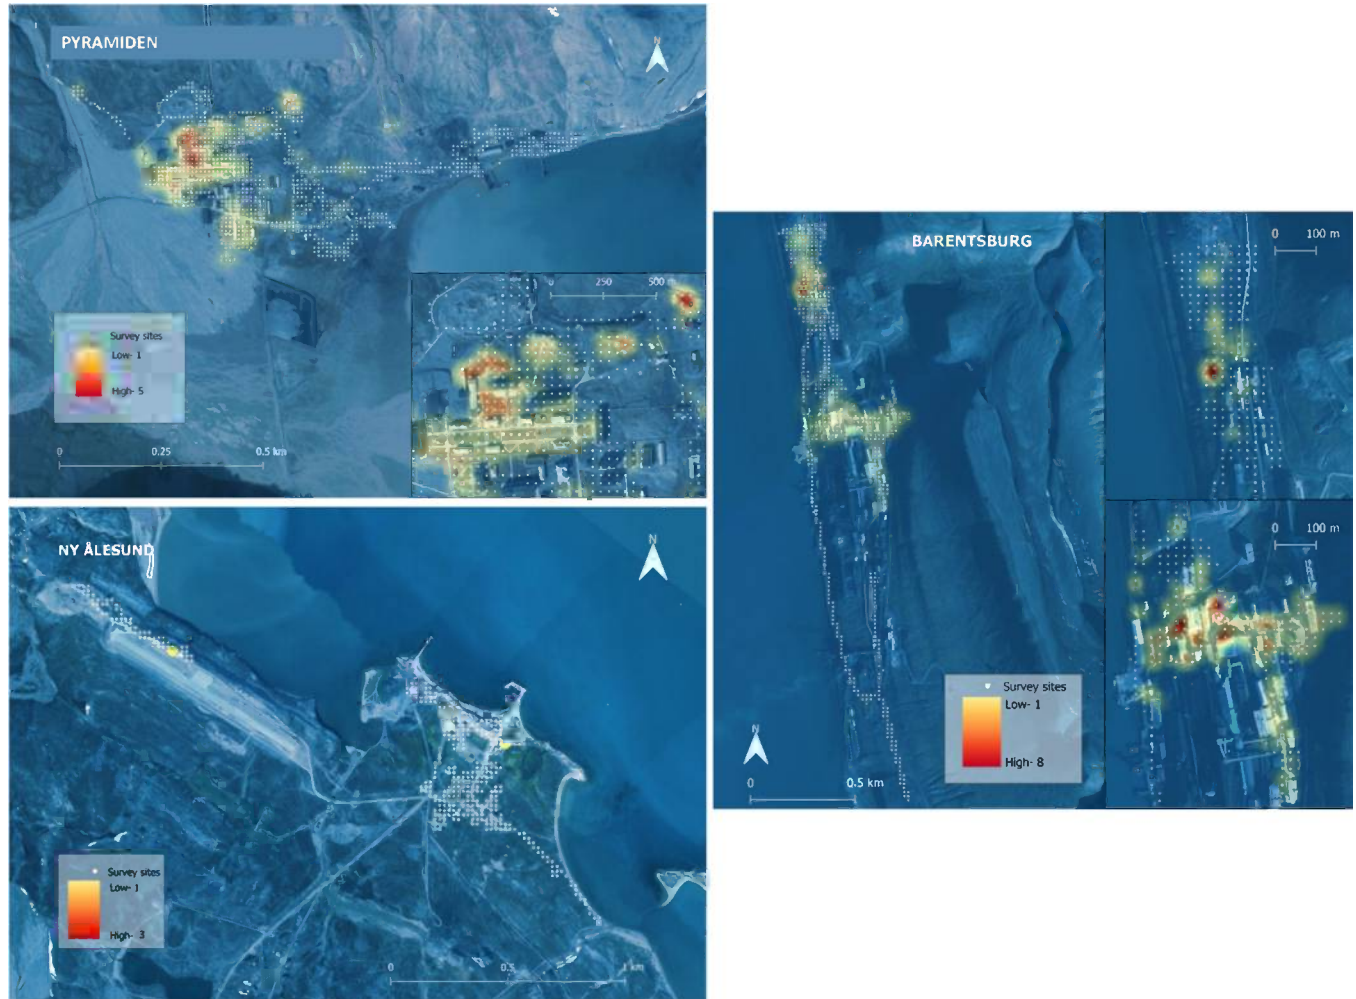 PYRAMIDEN
N
0 250 500
Survey sites
Low- 1
High- 5
0 0.25 0.5 km
NY ÅLESUND
N
Survey sites
Low- 1
High- 3
0 0.5 1 km
BARENTSBURG
0 100 m
0 100 m
Survey sites
Low- 1
High- 8
N
0 0.5 km